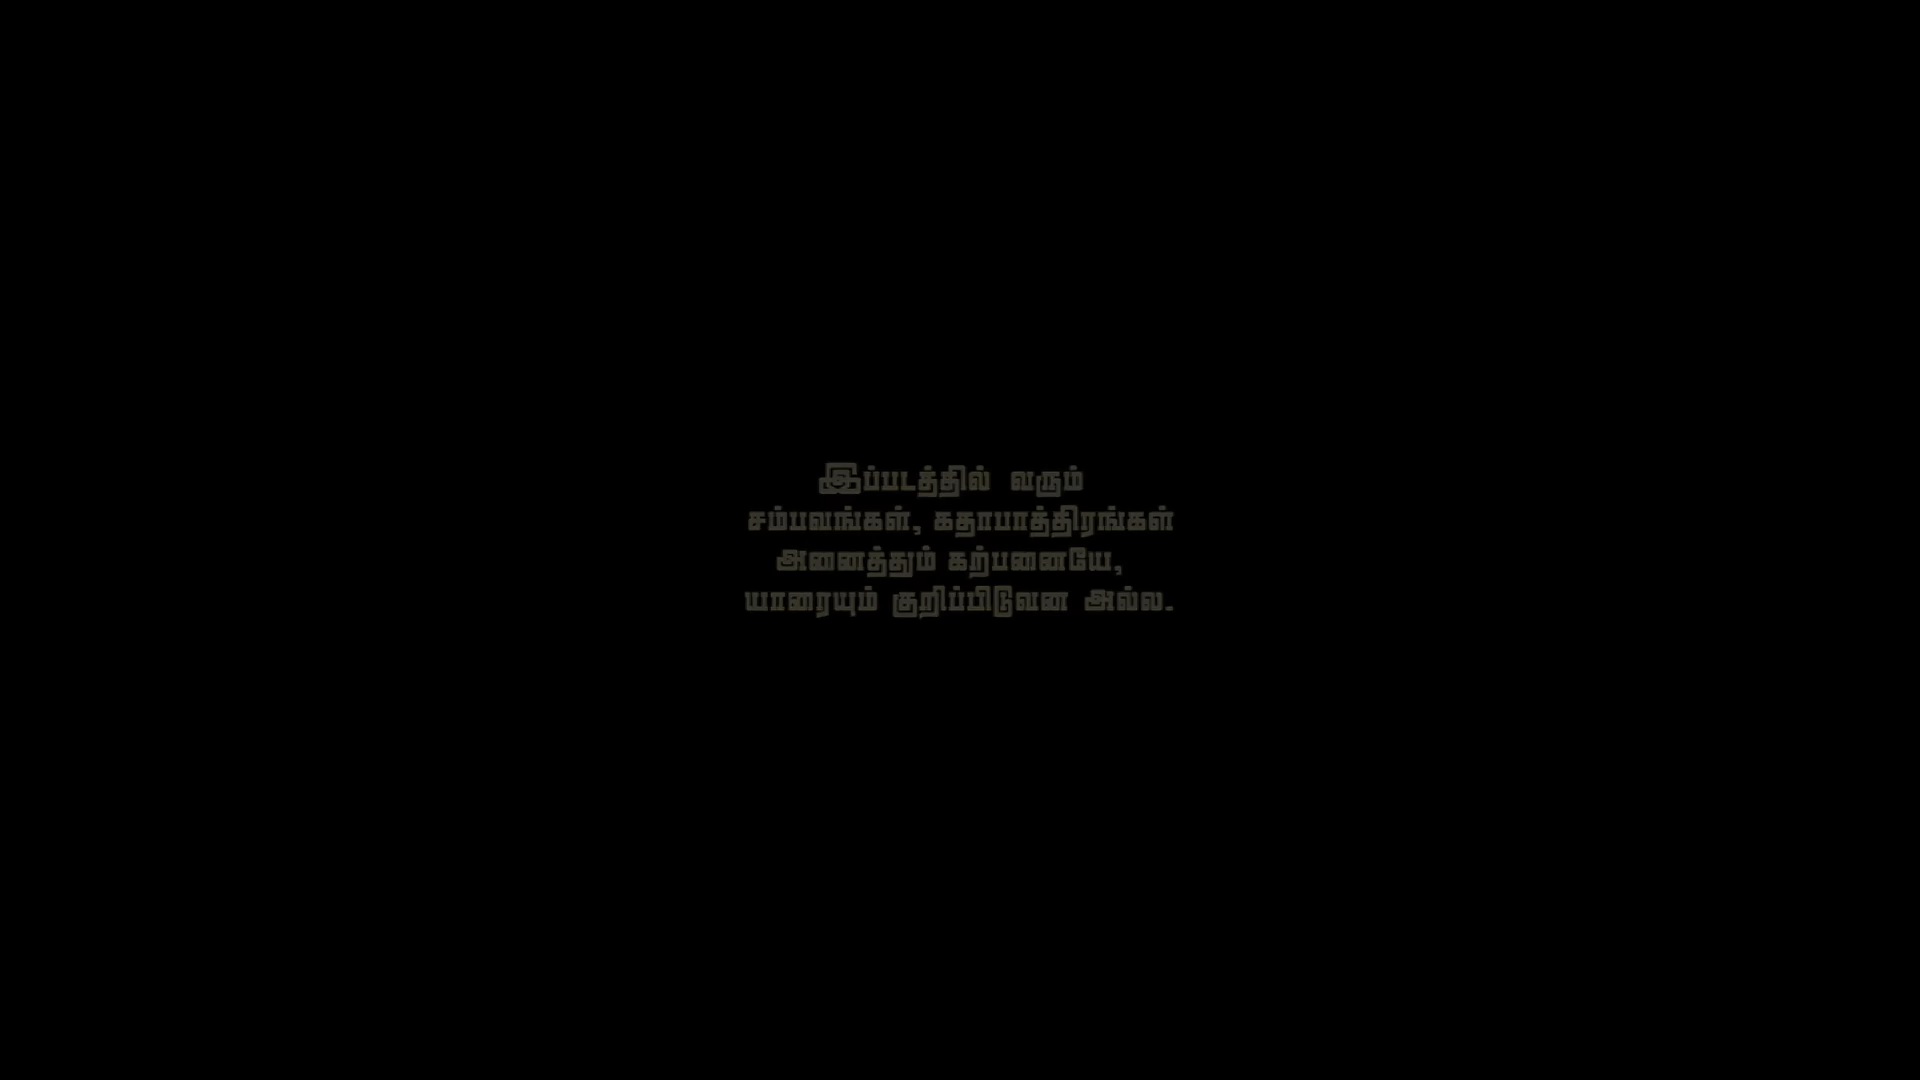 இப்படத்தில் வரும்
சம்பவங்கள், கதாபாத்திரங்கள்
அனைத்தும் கற்பனையே,
யாரையும் குறிப்பிடுவன அல்ல.